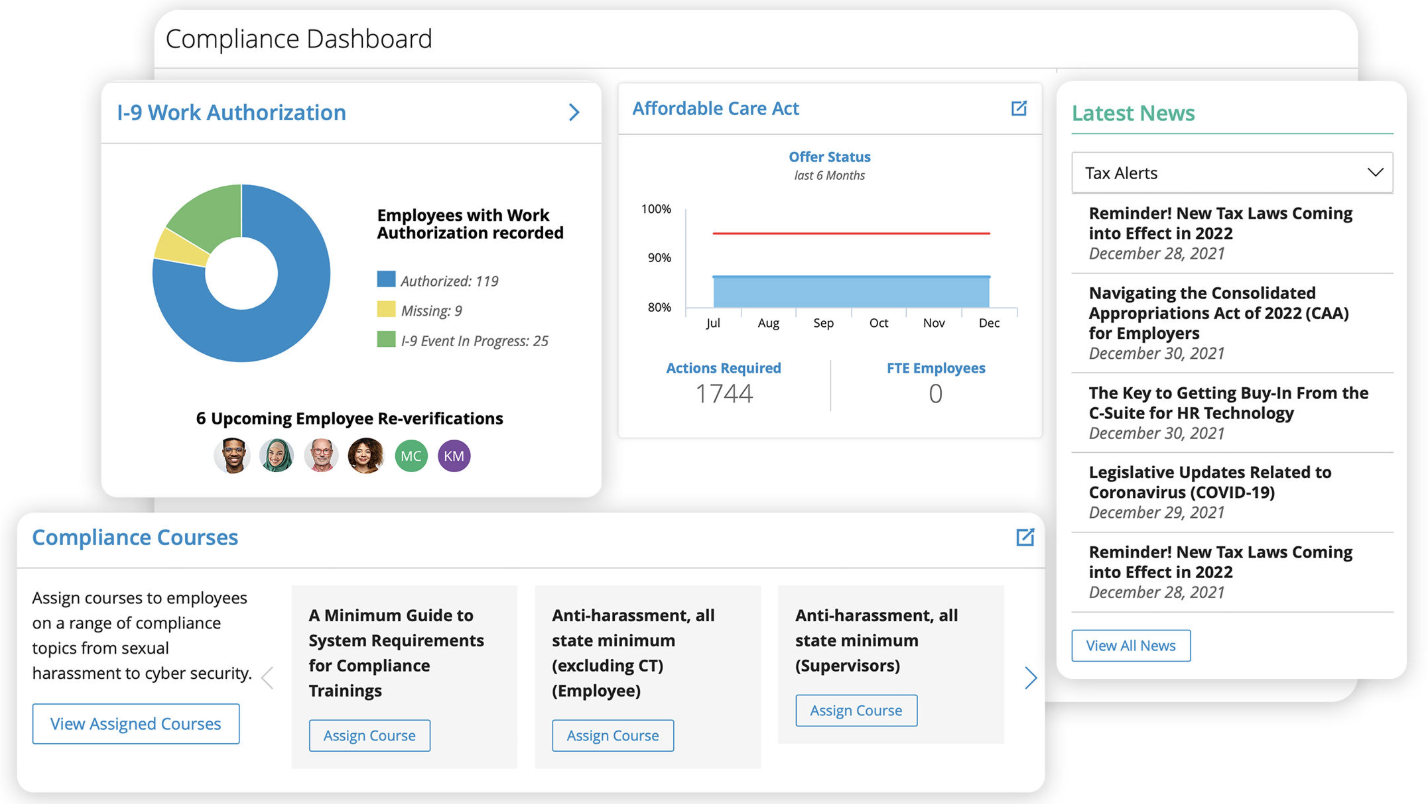 Compliance Dashboard
I-9 Work Authorization
Employees with Work
Authorization recorded
Authorized: 119
Missing: 9
I-9 Event In Progress: 25
6 Upcoming Employee Re-verifications
MC
KM
Affordable Care Act
Offer Status
last 6 Months
100%
90%
80%
Jul Aug Sep Oct Nov Dec
Actions Required
1744
FTE Employees
0
Latest News
Tax Alerts
Reminder! New Tax Laws Coming
into Effect in 2022
December 28, 2021
Navigating the Consolidated
Appropriations Act of 2022 (CAA)
for Employers
December 30, 2021
The Key to Getting Buy-In From the
C-Suite for HR Technology
December 30, 2021
Legislative Updates Related to
Coronavirus (COVID-19)
December 29, 2021
Reminder! New Tax Laws Coming
into Effect in 2022
December 28, 2021
View All News
Compliance Courses
Assign courses to employees
on a range of compliance
topics from sexual
harassment to cyber security.
View Assigned Courses
A Minimum Guide to
System Requirements
for Compliance
Trainings
Assign Course
Anti-harassment, all
state minimum
(excluding CT)
(Employee)
Assign Course
Anti-harassment, all
state minimum
(Supervisors)
Assign Course